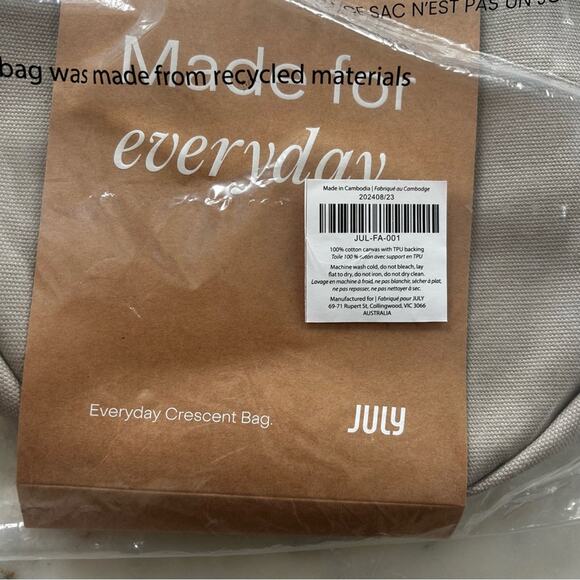 CE SAC N'EST PAS UN
bag was made from recycled materials
Made for
everyday
Made in Cambodia | Fabriqué au Cambodge
202408/23
JUL-FA-001
100% cotton canvas with TPU backing
Toile 100 % coton avec support en TPU
Machine wash cold, do not bleach, lay
flat to dry, do not iron, do not dry clean.
Lavage en machine à froid, ne pas blanchir, sécher à plat,
ne pas repasser, ne pas nettoyer à sec.
Manufactured for | Fabriqué pour JULY
69-71 Rupert St, Collingwood, VIC 3066
AUSTRALIA
Everyday Crescent Bag.
JULY